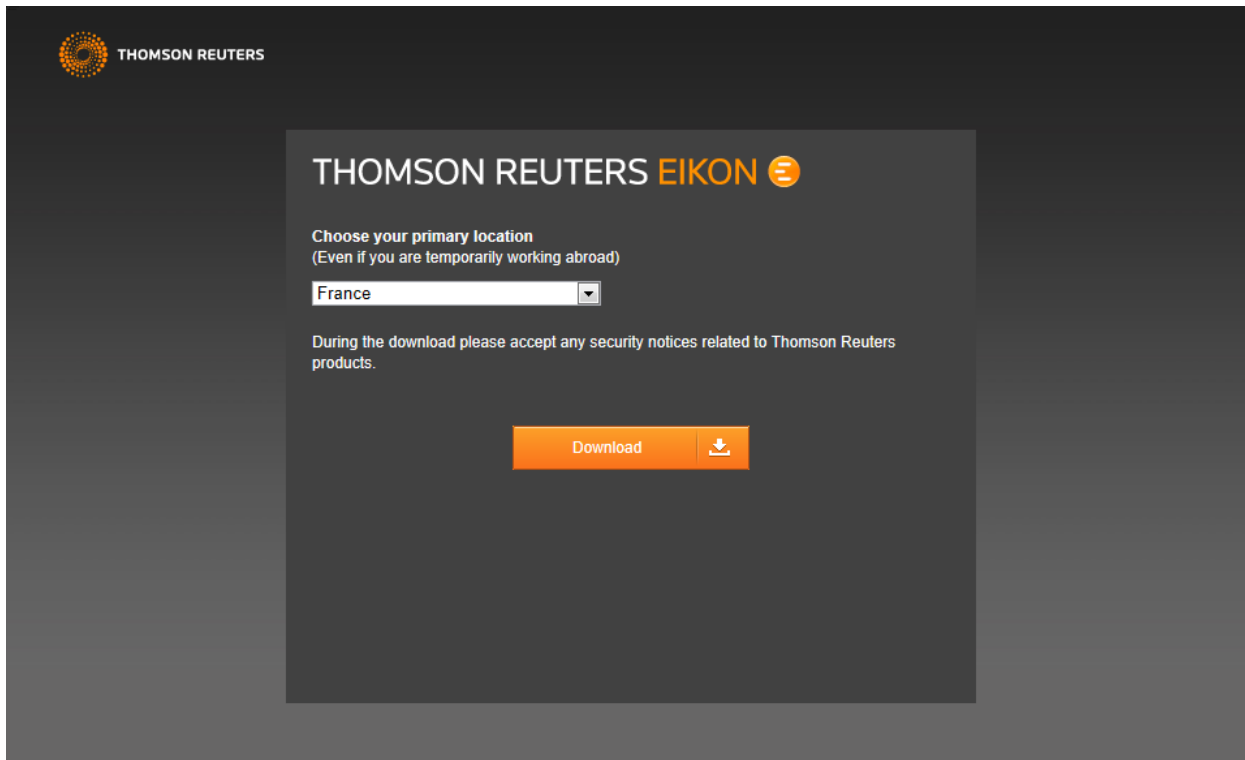 THOMSON REUTERS
THOMSON REUTERS EIKON
Choose your primary location
(Even if you are temporarily working abroad)
France
During the download please accept any security notices related to Thomson Reuters
products.
Download